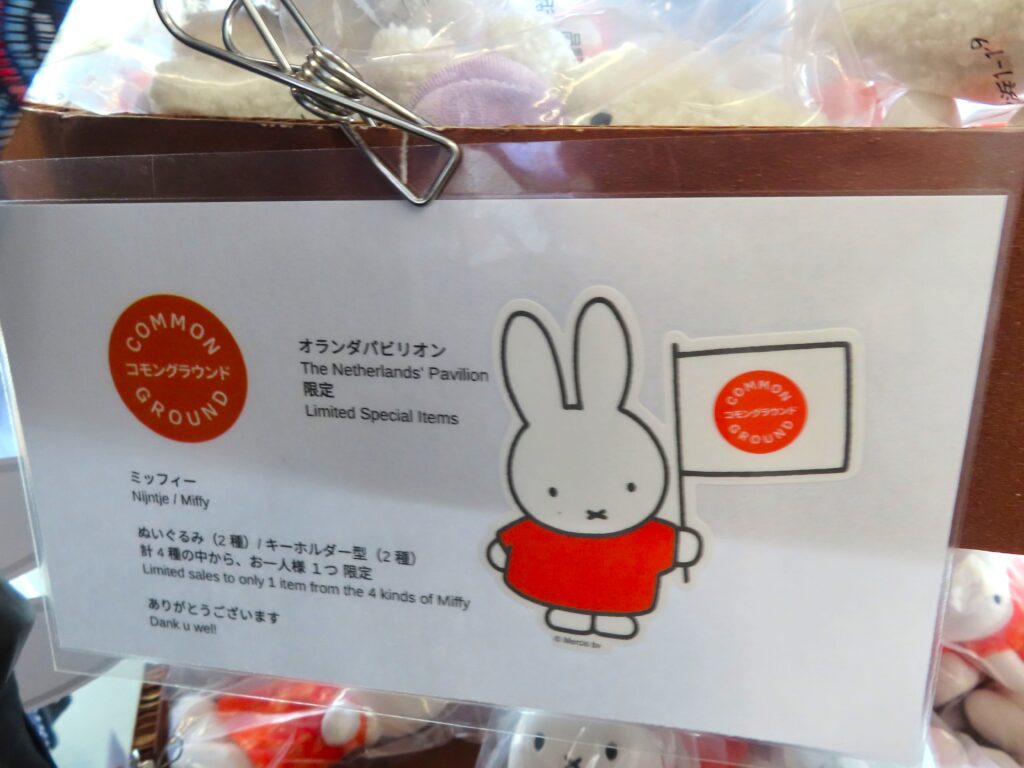 浜1-19
COMMON
コモングラウンド
GROUND
オランダパビリオン
The Netherlands' Pavilion
限定
Limited Special Items
COMMON
コモングラウンド
GROUND
ミッフィー
Nijntje / Miffy
ぬいぐるみ（2 種）/ キーホルダー型（2 種）
計 4 種の中から、お一人様 １つ 限定
Limited sales to only 1 item from the 4 kinds of Miffy
ありがとうございます
Dank u wel!
© Mercis bv